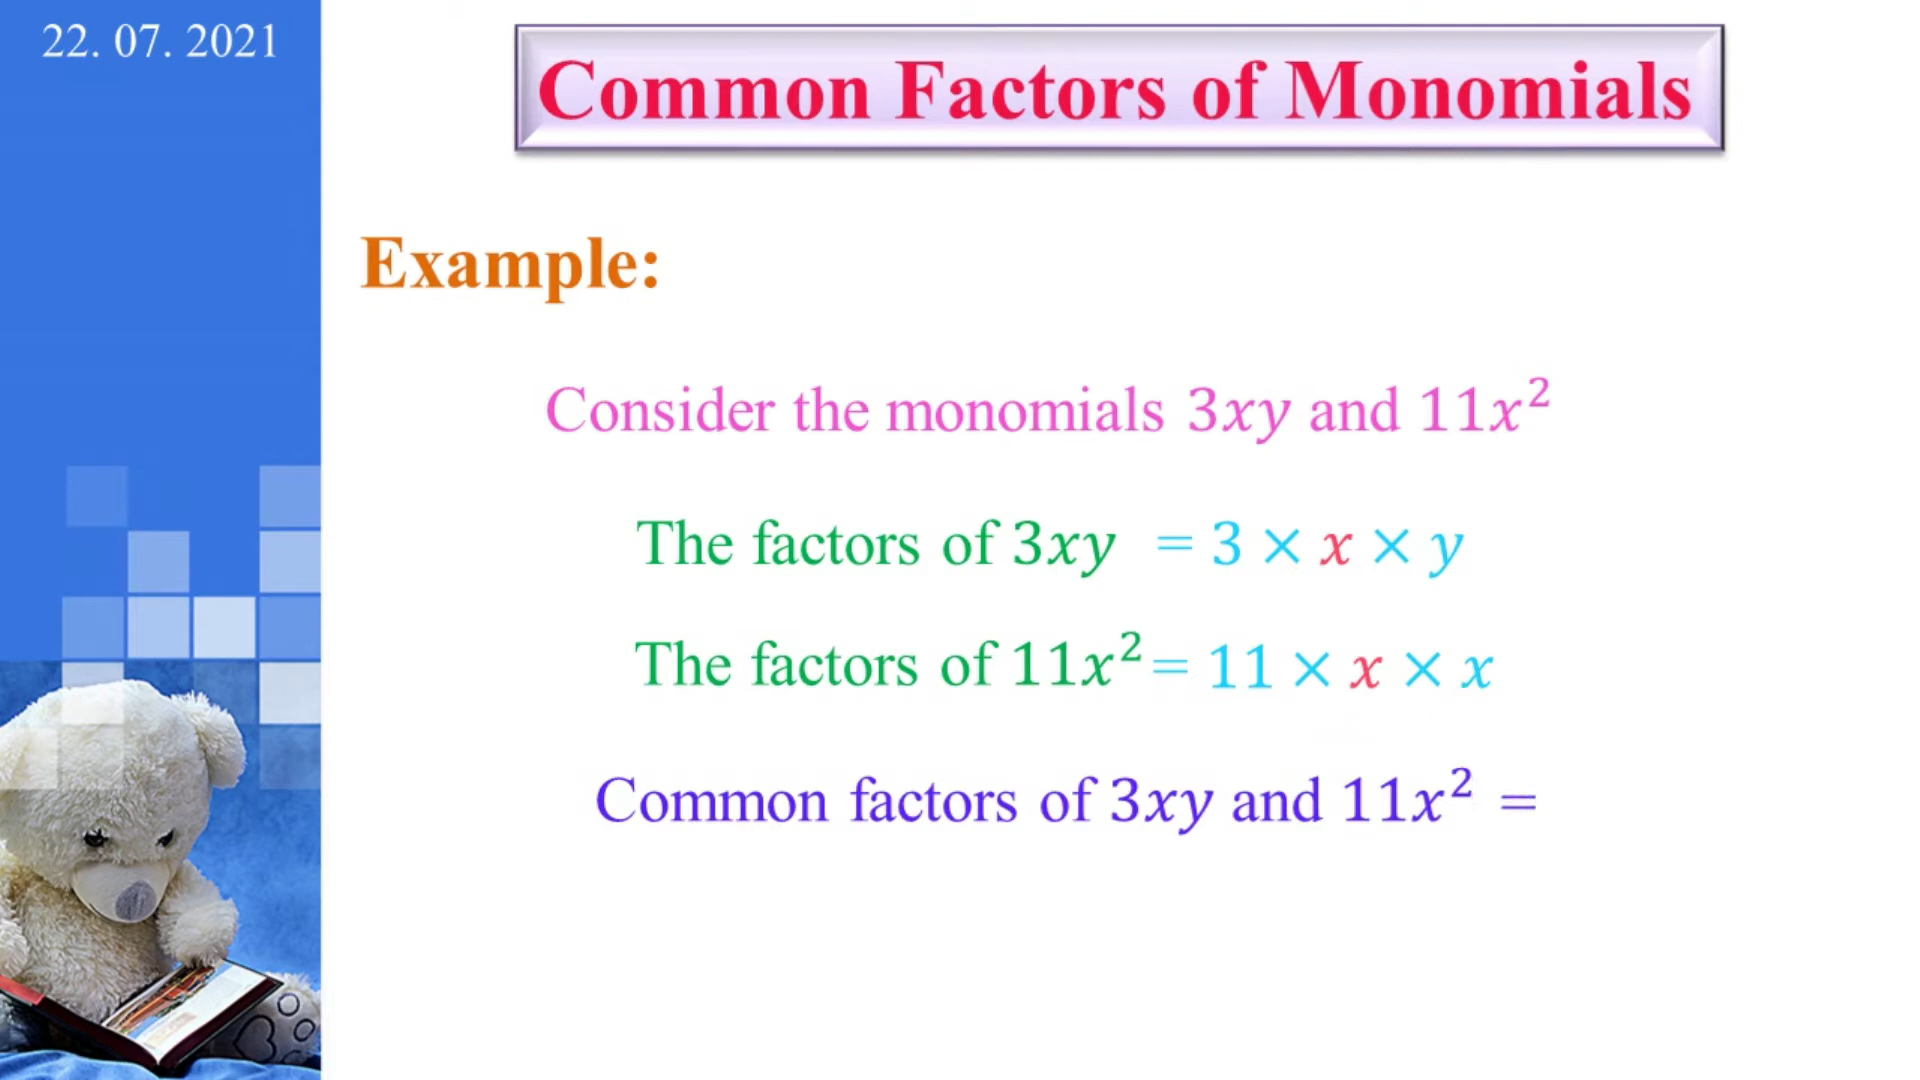 22. 07. 2021
Common Factors of Monomials
Example:
Consider the monomials 3xy and 11x²
The factors of 3xy = 3 × x × y
The factors of 11x² = 11 × x × x
Common factors of 3xy and 11x² =